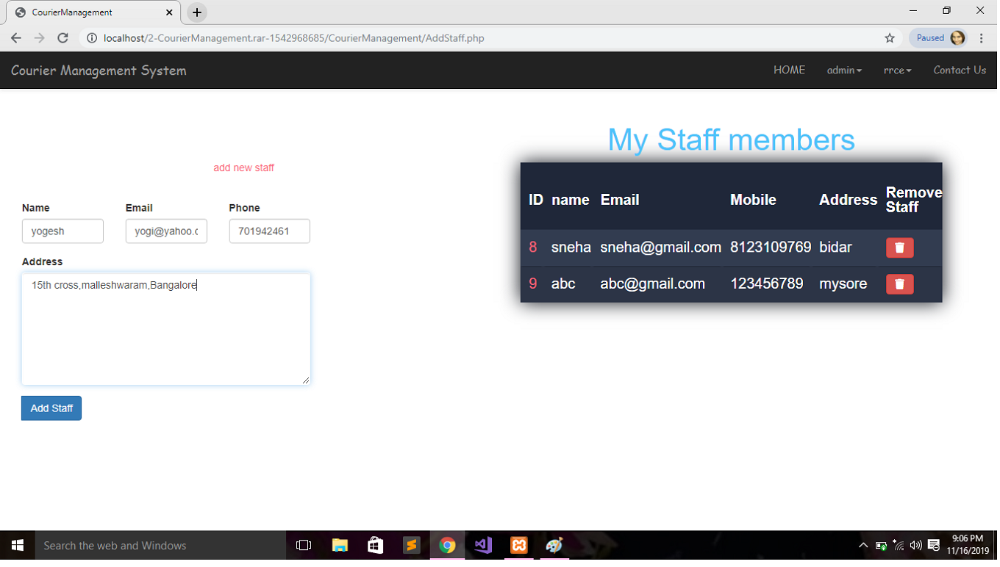 CourierManagement
localhost/2-CourierManagement.rar-1542968685/CourierManagement/AddStaff.php
Paused
Courier Management System
HOME admin rrce Contact Us
My Staff members
add new staff
Name Email Phone
yogesh yogi@yahoo.c 701942461
Address
15th cross,malleshwaram,Bangalore
Add Staff
ID name Email Mobile Address Remove Staff
8 sneha sneha@gmail.com 8123109769 bidar
9 abc abc@gmail.com 123456789 mysore
Search the web and Windows
9:06 PM
11/16/2019